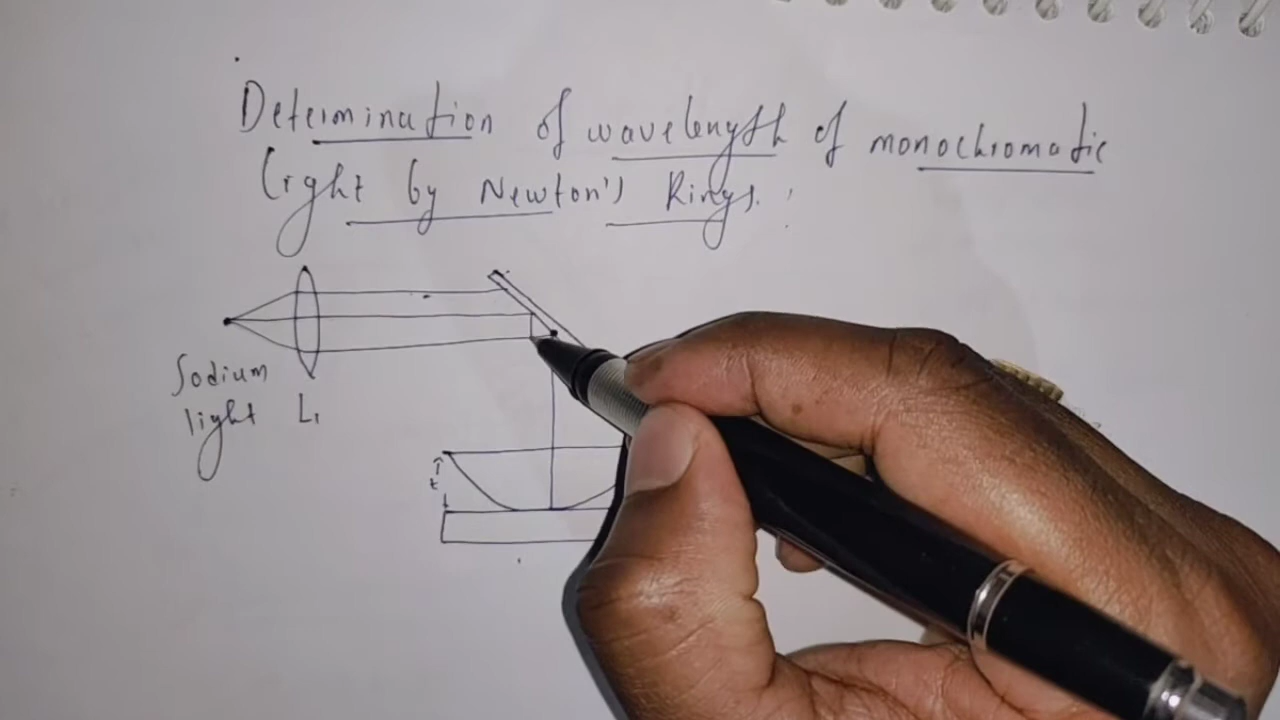 Determination of wavelength of monochromatic
light by Newton's Rings.
Sodium
light L₁
t